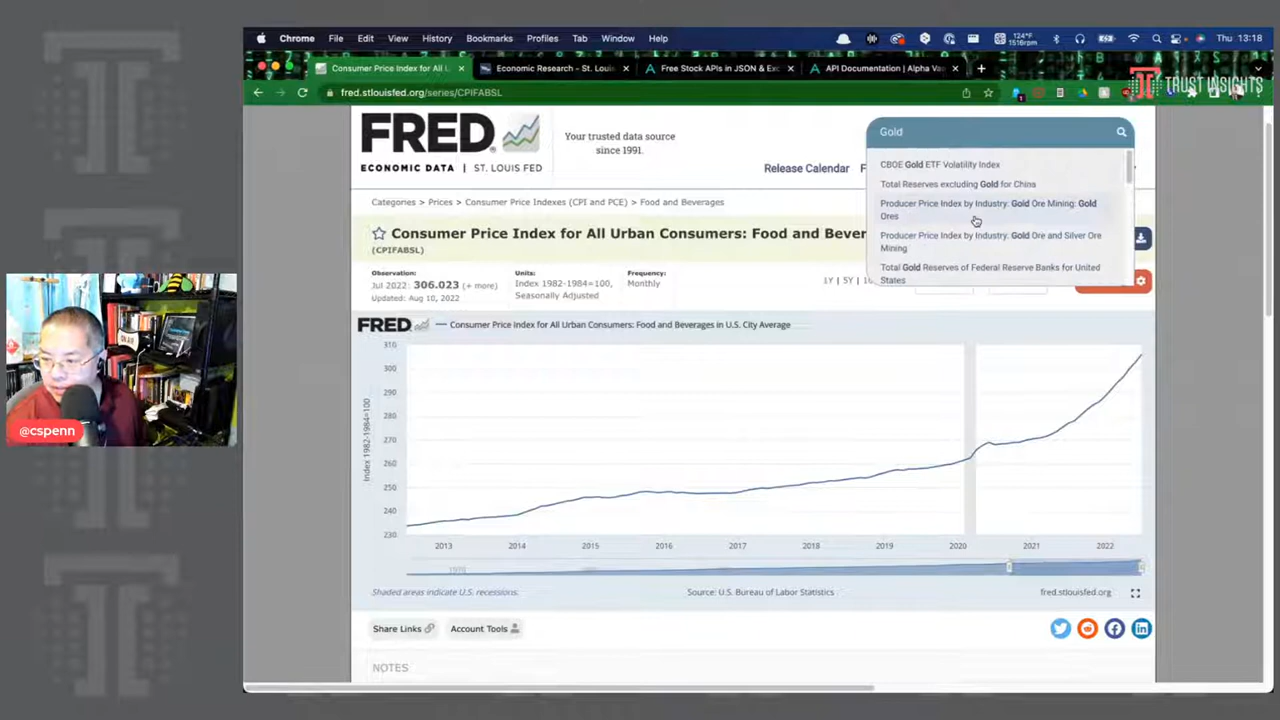 Chrome File Edit View History Bookmarks Profiles Tab Window Help
124°F
1516rpm
Thu 13:18
Consumer Price Index for All U
Economic Research - St. Loui
Free Stock APIs in JSON & Exc
API Documentation | Alpha Va
TRUST INSIGHTS
fred.stlouisfed.org/series/CPIFABSL
FRED
ECONOMIC DATA | ST. LOUIS FED
Your trusted data source
since 1991.
Release Calendar
Gold
CBOE Gold ETF Volatility Index
Total Reserves excluding Gold for China
Producer Price Index by Industry: Gold Ore Mining: Gold
Ores
Producer Price Index by Industry: Gold Ore and Silver Ore
Mining
Total Gold Reserves of Federal Reserve Banks for United
States
Categories > Prices > Consumer Price Indexes (CPI and PCE) > Food and Beverages
Consumer Price Index for All Urban Consumers: Food and Bever
(CPIFABSL)
Observation:
Jul 2022: 306.023 (+ more)
Updated: Aug 10, 2022
Units:
Index 1982-1984=100,
Seasonally Adjusted
Frequency:
Monthly
1Y | 5Y | 1
FRED
Consumer Price Index for All Urban Consumers: Food and Beverages in U.S. City Average
Index 1982-1984=100
310
300
290
280
270
260
250
240
230
2013 2014 2015 2016 2017 2018 2019 2020 2021 2022
1970
Shaded areas indicate U.S. recessions.
Source: U.S. Bureau of Labor Statistics
fred.stlouisfed.org
Share Links
Account Tools
NOTES
@cspenn